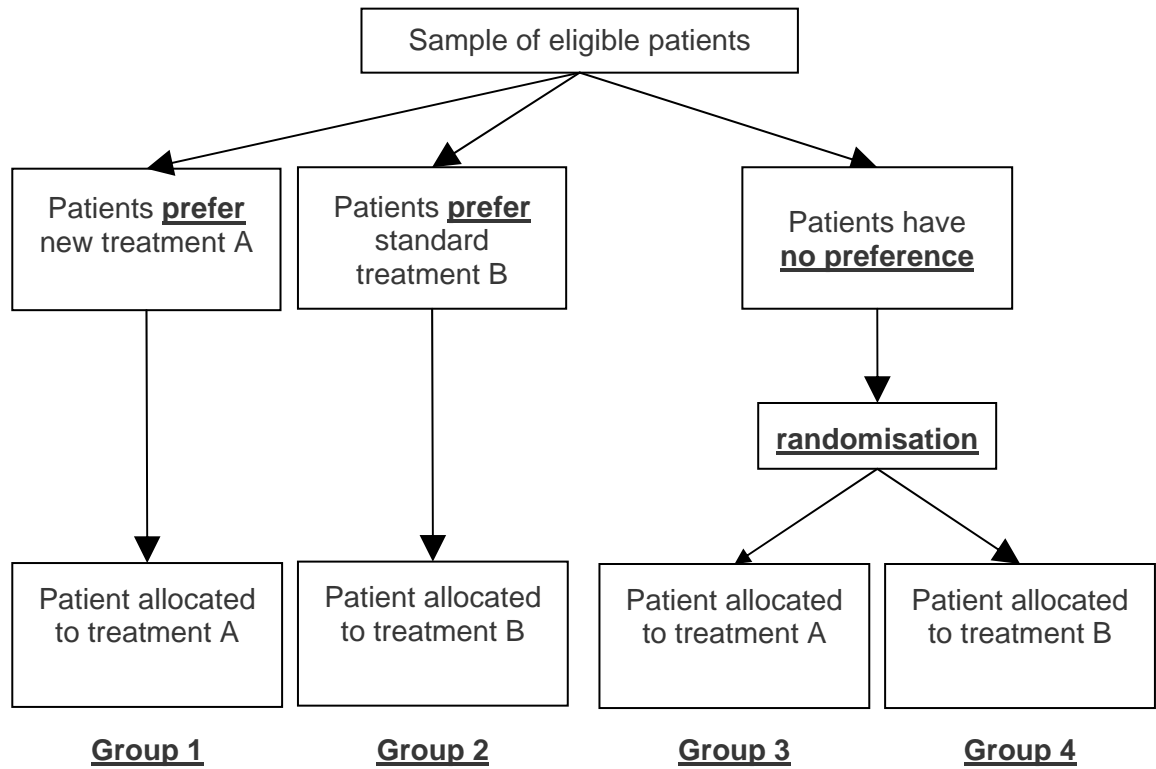 Sample of eligible patients
Patients prefer
new treatment A
Patients prefer
standard
treatment B
Patients have
no preference
randomisation
Patient allocated
to treatment A
Patient allocated
to treatment B
Patient allocated
to treatment A
Patient allocated
to treatment B
Group 1
Group 2
Group 3
Group 4